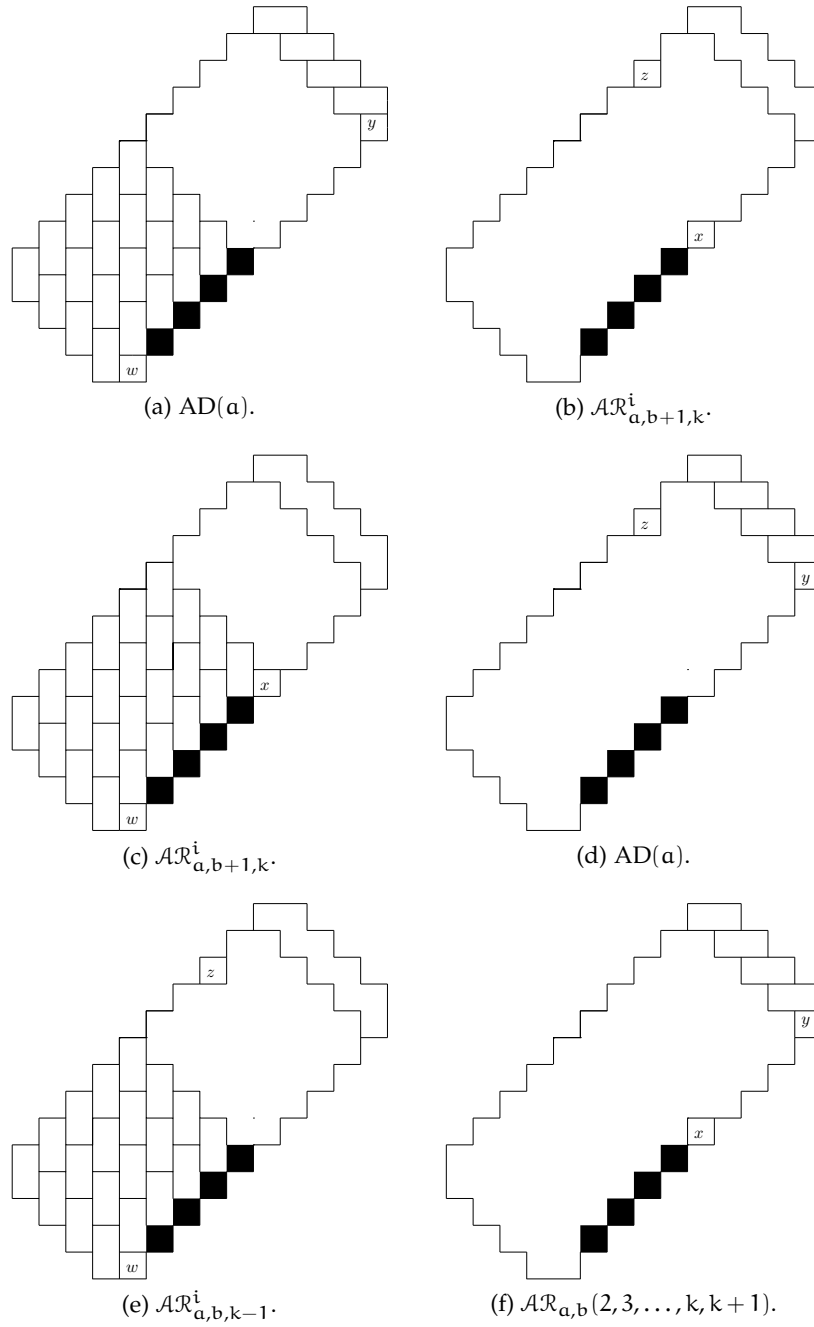 z
y
x
w
(a) AD(a).
(b) 𝒜ℛ^i_{a,b+1,k}.
z
y
x
w
(c) 𝒜ℛ^i_{a,b+1,k}.
(d) AD(a).
z
y
x
w
(e) 𝒜ℛ^i_{a,b,k−1}.
(f) 𝒜ℛ_{a,b}(2, 3, . . . , k, k + 1).